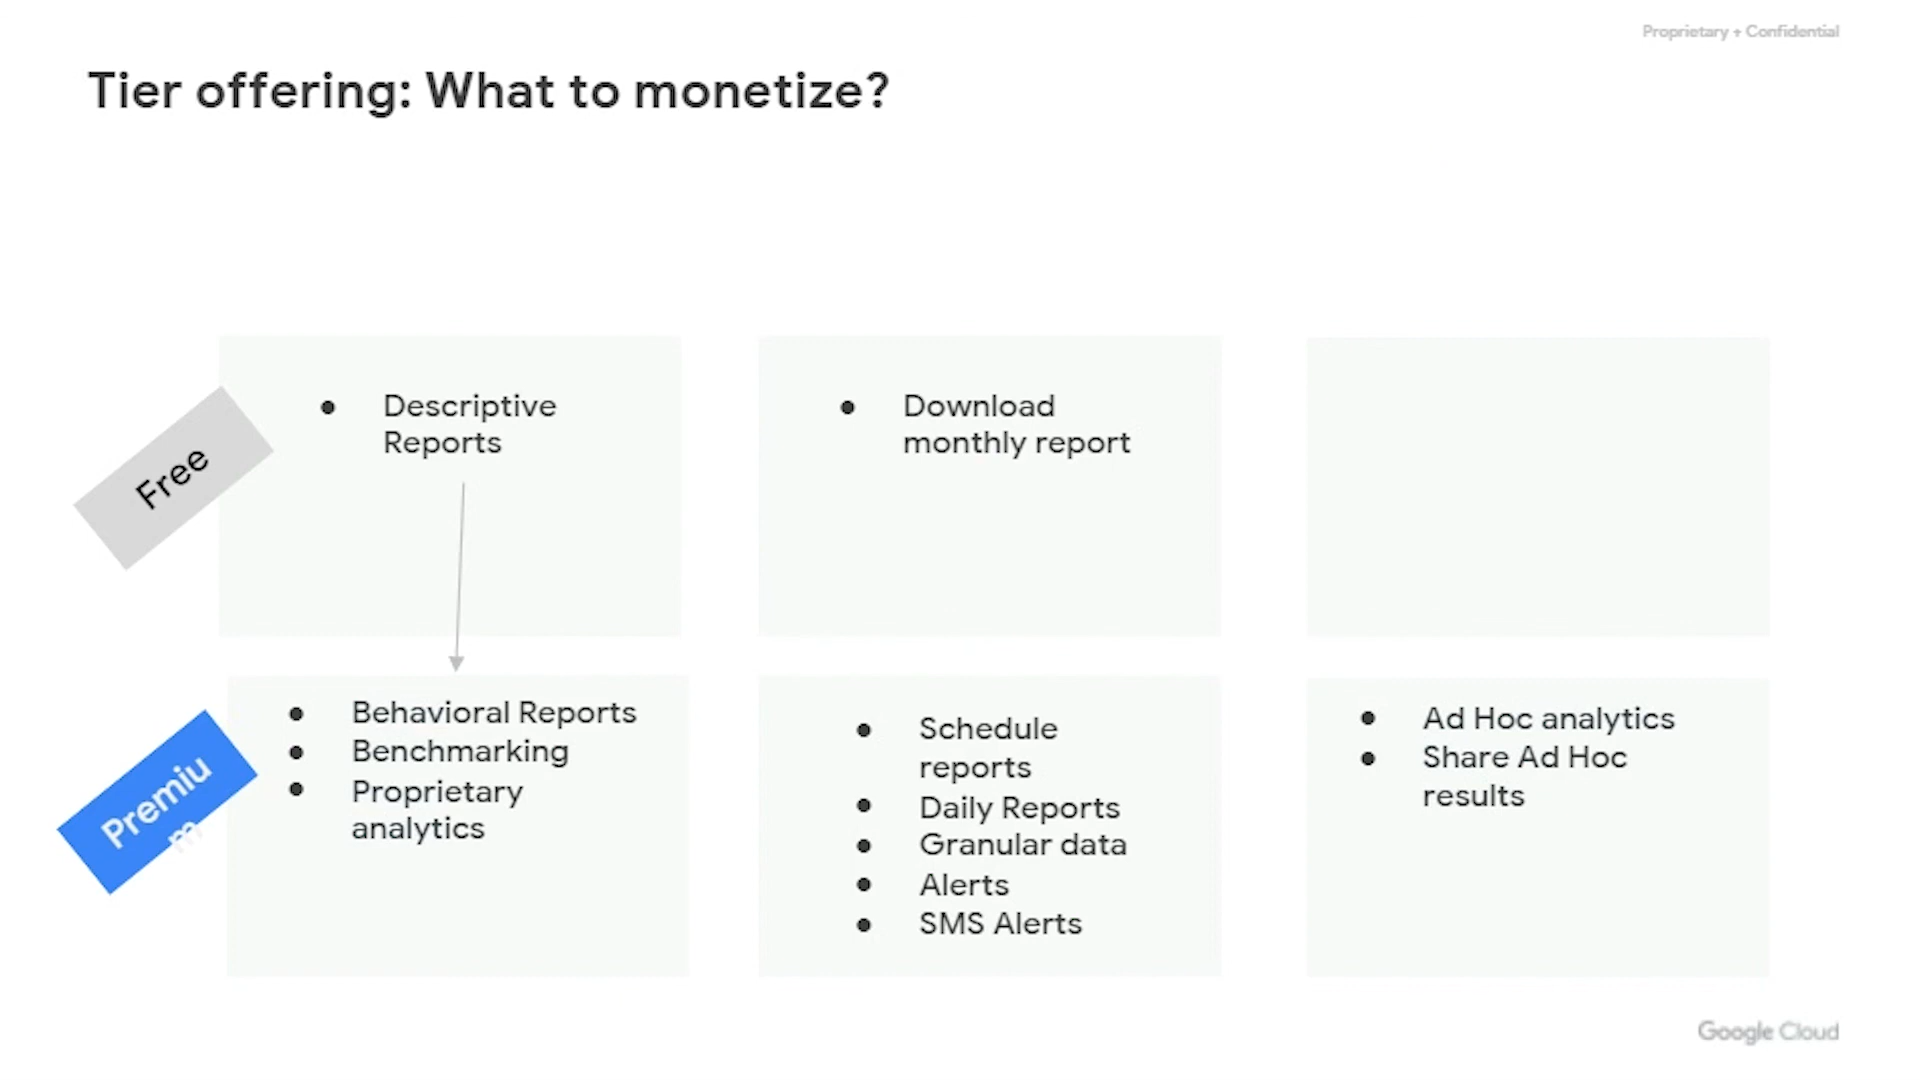 Proprietary + Confidential
Tier offering: What to monetize?
Free
● Descriptive
Reports
● Download
monthly report
Premiu
m
● Behavioral Reports
● Benchmarking
● Proprietary
analytics
● Schedule
reports
● Daily Reports
● Granular data
● Alerts
● SMS Alerts
● Ad Hoc analytics
● Share Ad Hoc
results
Google Cloud